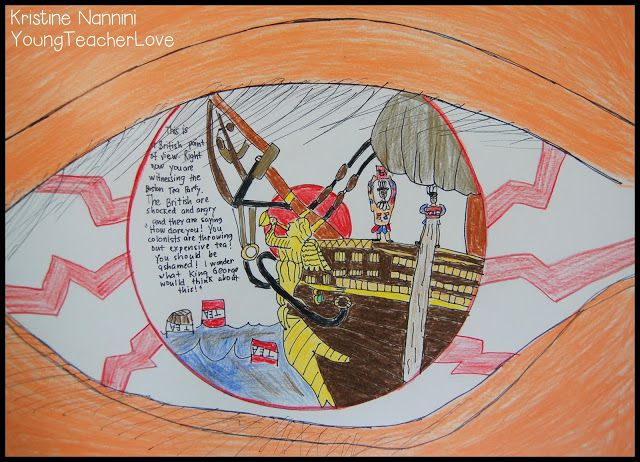 Kristine Nannini
YoungTeacherLove
This is
a British point
of view. Right
now you are
witnessing the
Boston Tea Party.
The British are
shocked and angry
and they are saying
"How dare you! You
colonists are throwing
out expensive tea!
You should be
ashamed! I wonder
what King George
would think about
this!"
TEA
TEA
TEA